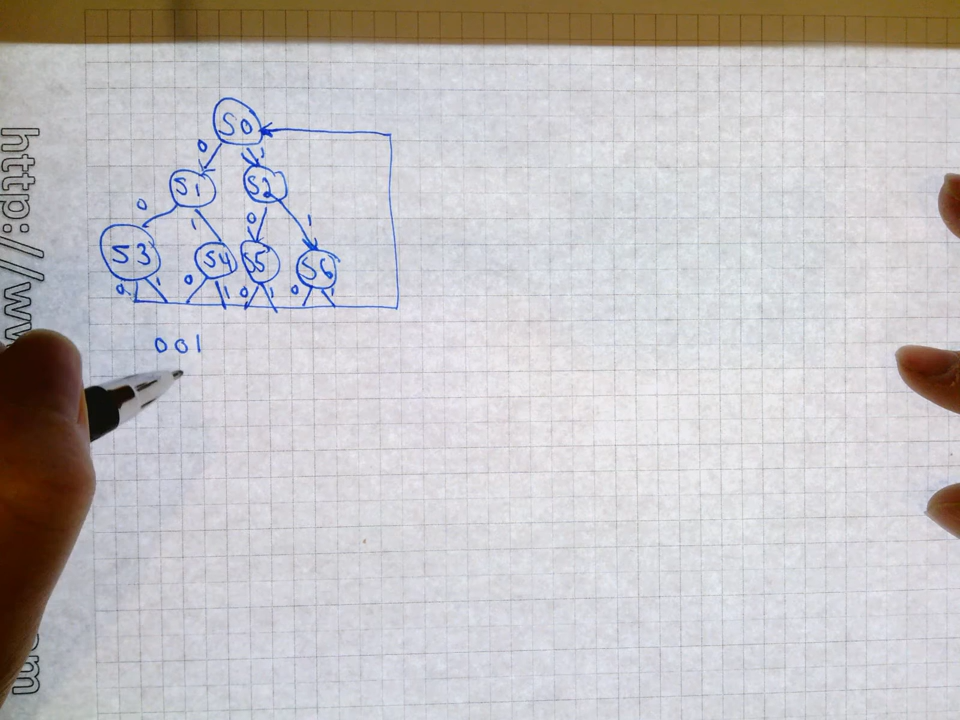 S0
0 1
S1 S2
0 1 0 1
S3 S4 S5 S6
0 1 0 1 0 1 0 1
001
http://w
om